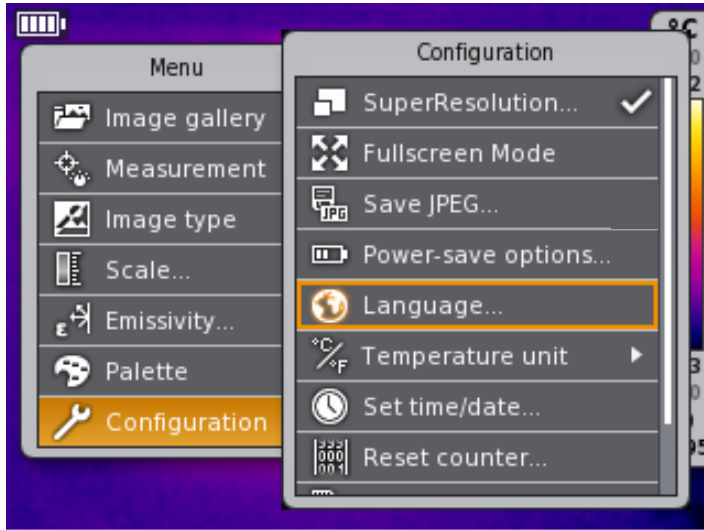 °C
Menu
Image gallery
Measurement
Image type
Scale...
Emissivity...
Palette
Configuration
Configuration
SuperResolution...
Fullscreen Mode
Save JPEG...
Power-save options...
Language...
Temperature unit
Set time/date...
Reset counter...